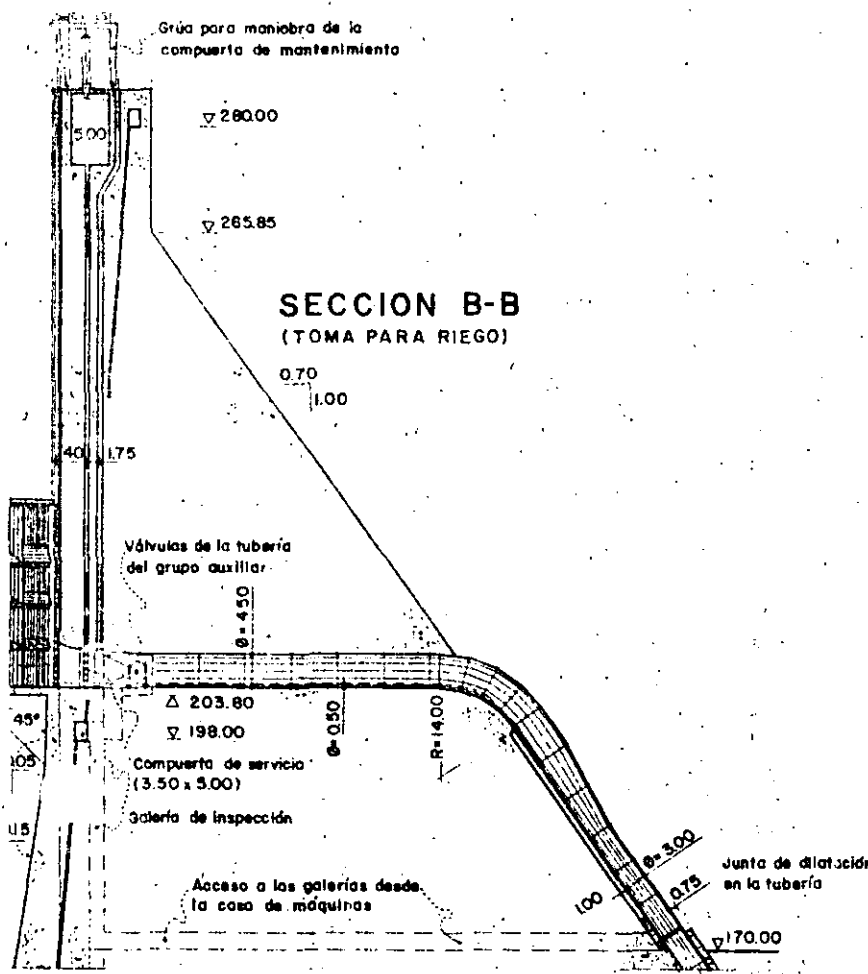 Grúa para maniobra de la
compuerta de mantenimiento
5.00
280.00
265.85
SECCION B-B
(TOMA PARA RIEGO)
0.70
1.00
40
1.75
Válvulas de la tubería
del grupo auxiliar
Ø=4.50
203.80
198.00
Ø=0.50
R=14.00
45°
Compuerta de servicio
(3.50 x 5.00)
Galería de inspección
Acceso a las galerías desde
la casa de máquinas
Ø=3.00
0.75
1.00
Junta de dilatación
en la tubería
170.00